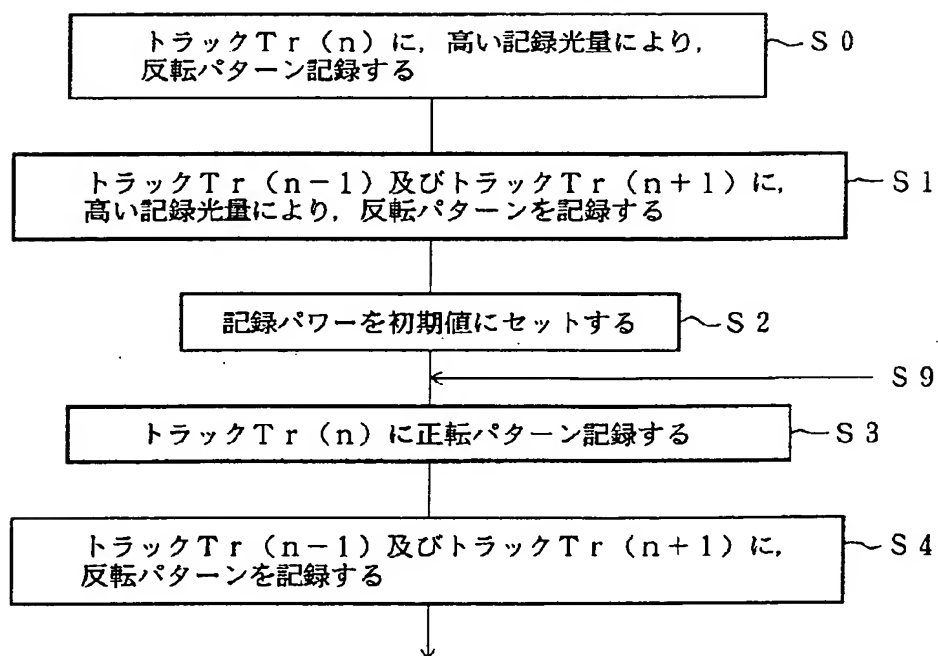 トラックＴｒ（ｎ）に，高い記録光量により，
反転パターン記録する
～Ｓ０
トラックＴｒ（ｎ－１）及びトラックＴｒ（ｎ＋１）に，
高い記録光量により，反転パターンを記録する
～Ｓ１
記録パワーを初期値にセットする
～Ｓ２
Ｓ９
トラックＴｒ（ｎ）に正転パターン記録する
～Ｓ３
トラックＴｒ（ｎ－１）及びトラックＴｒ（ｎ＋１）に，
反転パターンを記録する
～Ｓ４